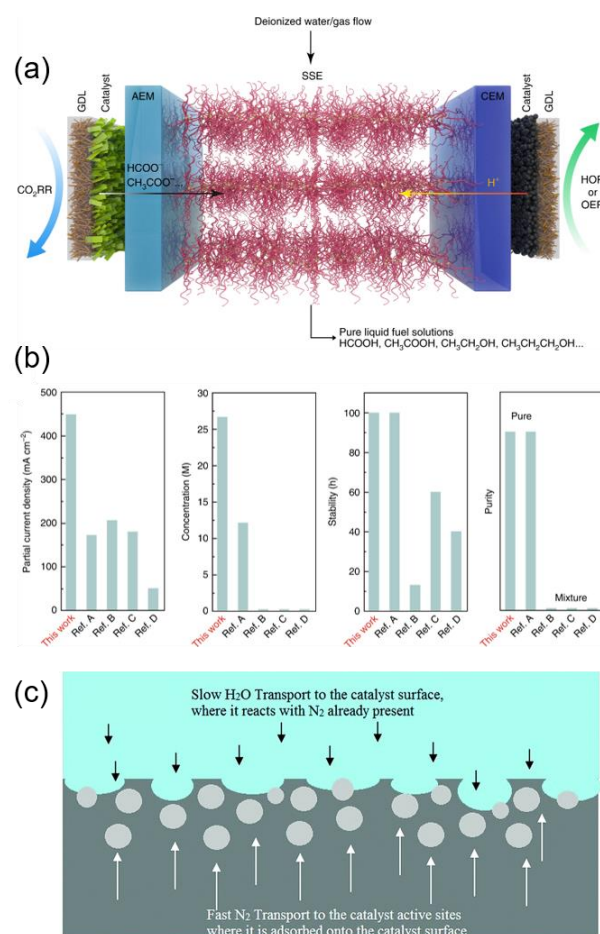 Deionized water/gas flow
(a)
SSE
GDL
Catalyst
AEM
CEM
Catalyst
GDL
CO₂RR
HCOO⁻
CH₃COO⁻...
H⁺
HOR
or
OER
Pure liquid fuel solutions
HCOOH, CH₃COOH, CH₃CH₂OH, CH₃CH₂CH₂OH...
(b)
Partial current density (mA cm⁻²)
500
400
300
200
100
0
This work
Ref. A
Ref. B
Ref. C
Ref. D
Concentration (M)
30
25
20
15
10
5
0
This work
Ref. A
Ref. B
Ref. C
Ref. D
Stability (h)
100
80
60
40
20
0
This work
Ref. A
Ref. B
Ref. C
Ref. D
Purity
Pure
Mixture
This work
Ref. A
Ref. B
Ref. C
Ref. D
(c)
Slow H₂O Transport to the catalyst surface,
where it reacts with N₂ already present
Fast N₂ Transport to the catalyst active sites
where it is adsorbed onto the catalyst surface